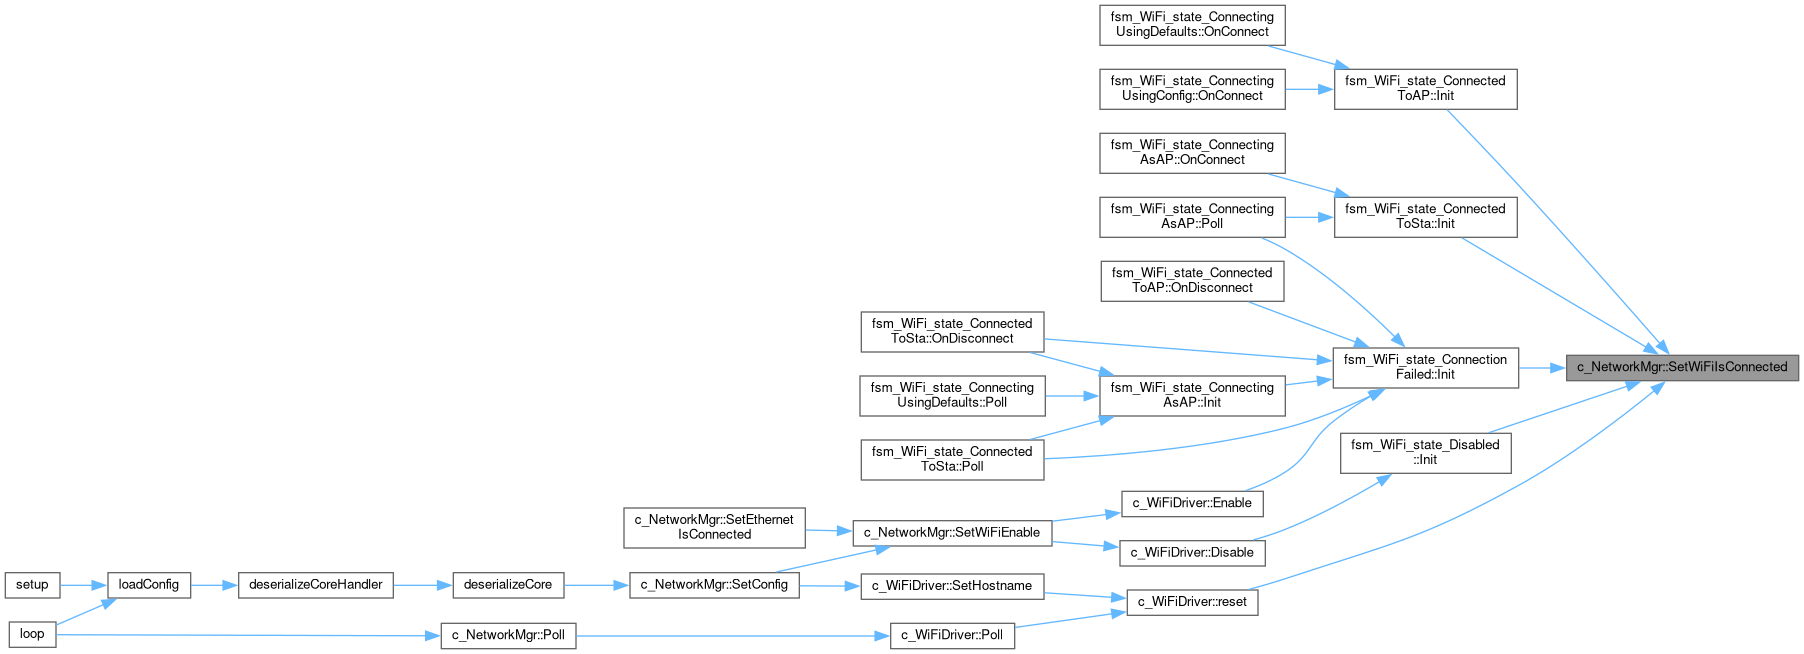 fsm_WiFi_state_Connecting
UsingDefaults::OnConnect
fsm_WiFi_state_Connecting
UsingConfig::OnConnect
fsm_WiFi_state_Connected
ToAP::Init
fsm_WiFi_state_Connecting
AsAP::OnConnect
fsm_WiFi_state_Connecting
AsAP::Poll
fsm_WiFi_state_Connected
ToSta::Init
fsm_WiFi_state_Connected
ToAP::OnDisconnect
fsm_WiFi_state_Connected
ToSta::OnDisconnect
fsm_WiFi_state_Connection
Failed::Init
c_NetworkMgr::SetWiFiIsConnected
fsm_WiFi_state_Connecting
UsingDefaults::Poll
fsm_WiFi_state_Connecting
AsAP::Init
fsm_WiFi_state_Connected
ToSta::Poll
fsm_WiFi_state_Disabled
::Init
c_WiFiDriver::Enable
c_NetworkMgr::SetEthernet
IsConnected
c_NetworkMgr::SetWiFiEnable
c_WiFiDriver::Disable
setup
loadConfig
deserializeCoreHandler
deserializeCore
c_NetworkMgr::SetConfig
c_WiFiDriver::SetHostname
c_WiFiDriver::reset
loop
c_NetworkMgr::Poll
c_WiFiDriver::Poll